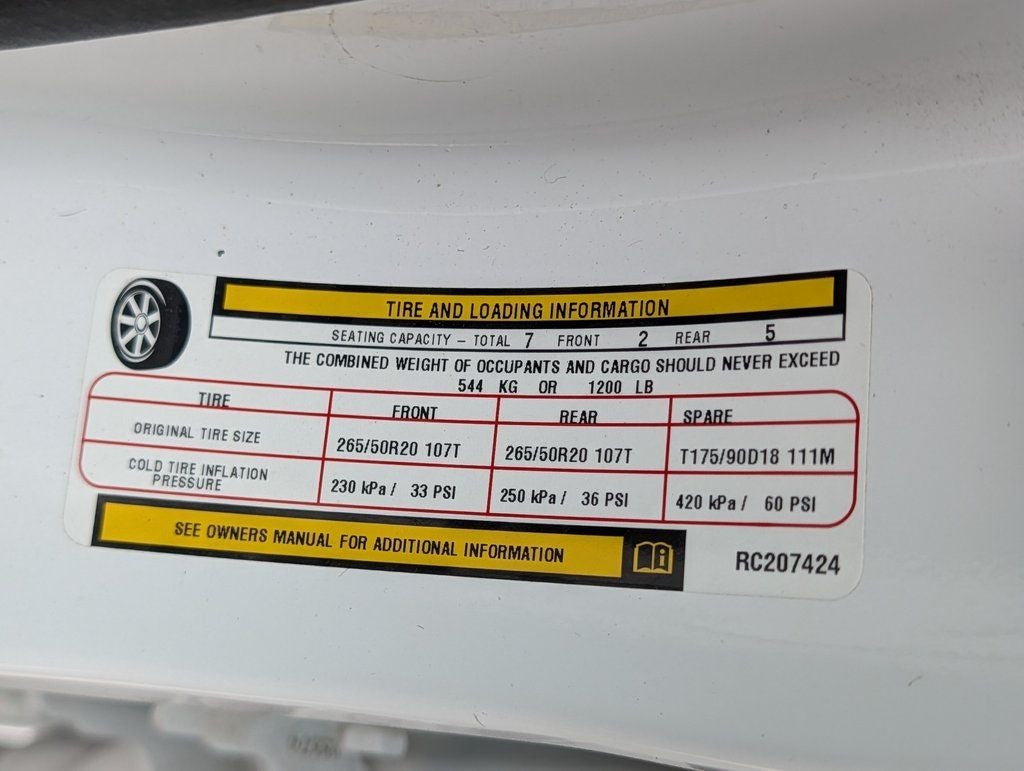 TIRE AND LOADING INFORMATION
SEATING CAPACITY – TOTAL 7 FRONT 2 REAR 5
THE COMBINED WEIGHT OF OCCUPANTS AND CARGO SHOULD NEVER EXCEED
544 KG OR 1200 LB
TIRE FRONT REAR SPARE
ORIGINAL TIRE SIZE 265/50R20 107T 265/50R20 107T T175/90D18 111M
COLD TIRE INFLATION
PRESSURE 230 kPa / 33 PSI 250 kPa / 36 PSI 420 kPa / 60 PSI
SEE OWNERS MANUAL FOR ADDITIONAL INFORMATION
RC207424